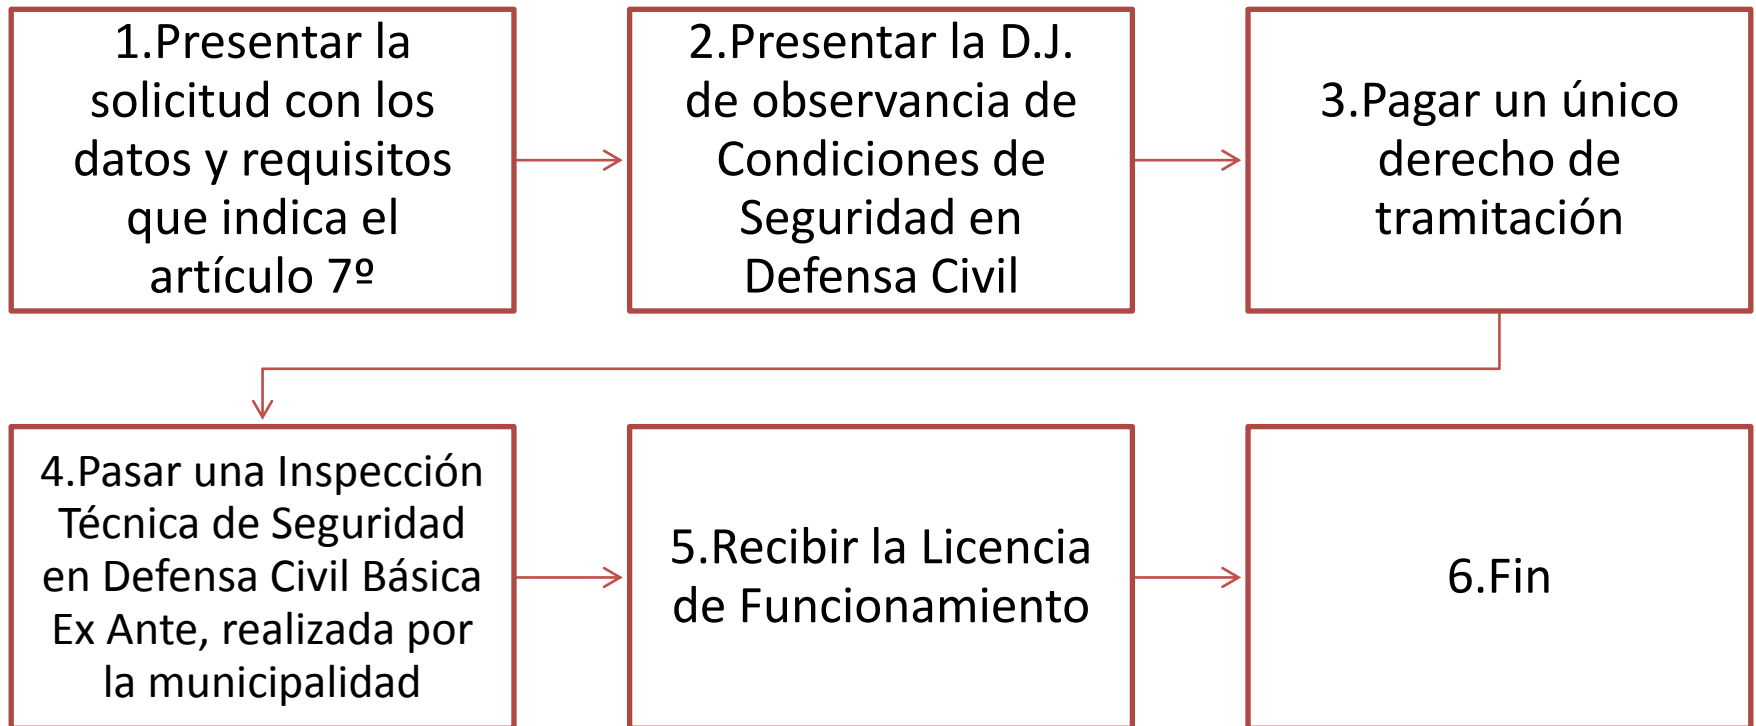 1.Presentar la
solicitud con los
datos y requisitos
que indica el
artículo 7º
2.Presentar la D.J.
de observancia de
Condiciones de
Seguridad en
Defensa Civil
3.Pagar un único
derecho de
tramitación
4.Pasar una Inspección
Técnica de Seguridad
en Defensa Civil Básica
Ex Ante, realizada por
la municipalidad
5.Recibir la Licencia
de Funcionamiento
6.Fin